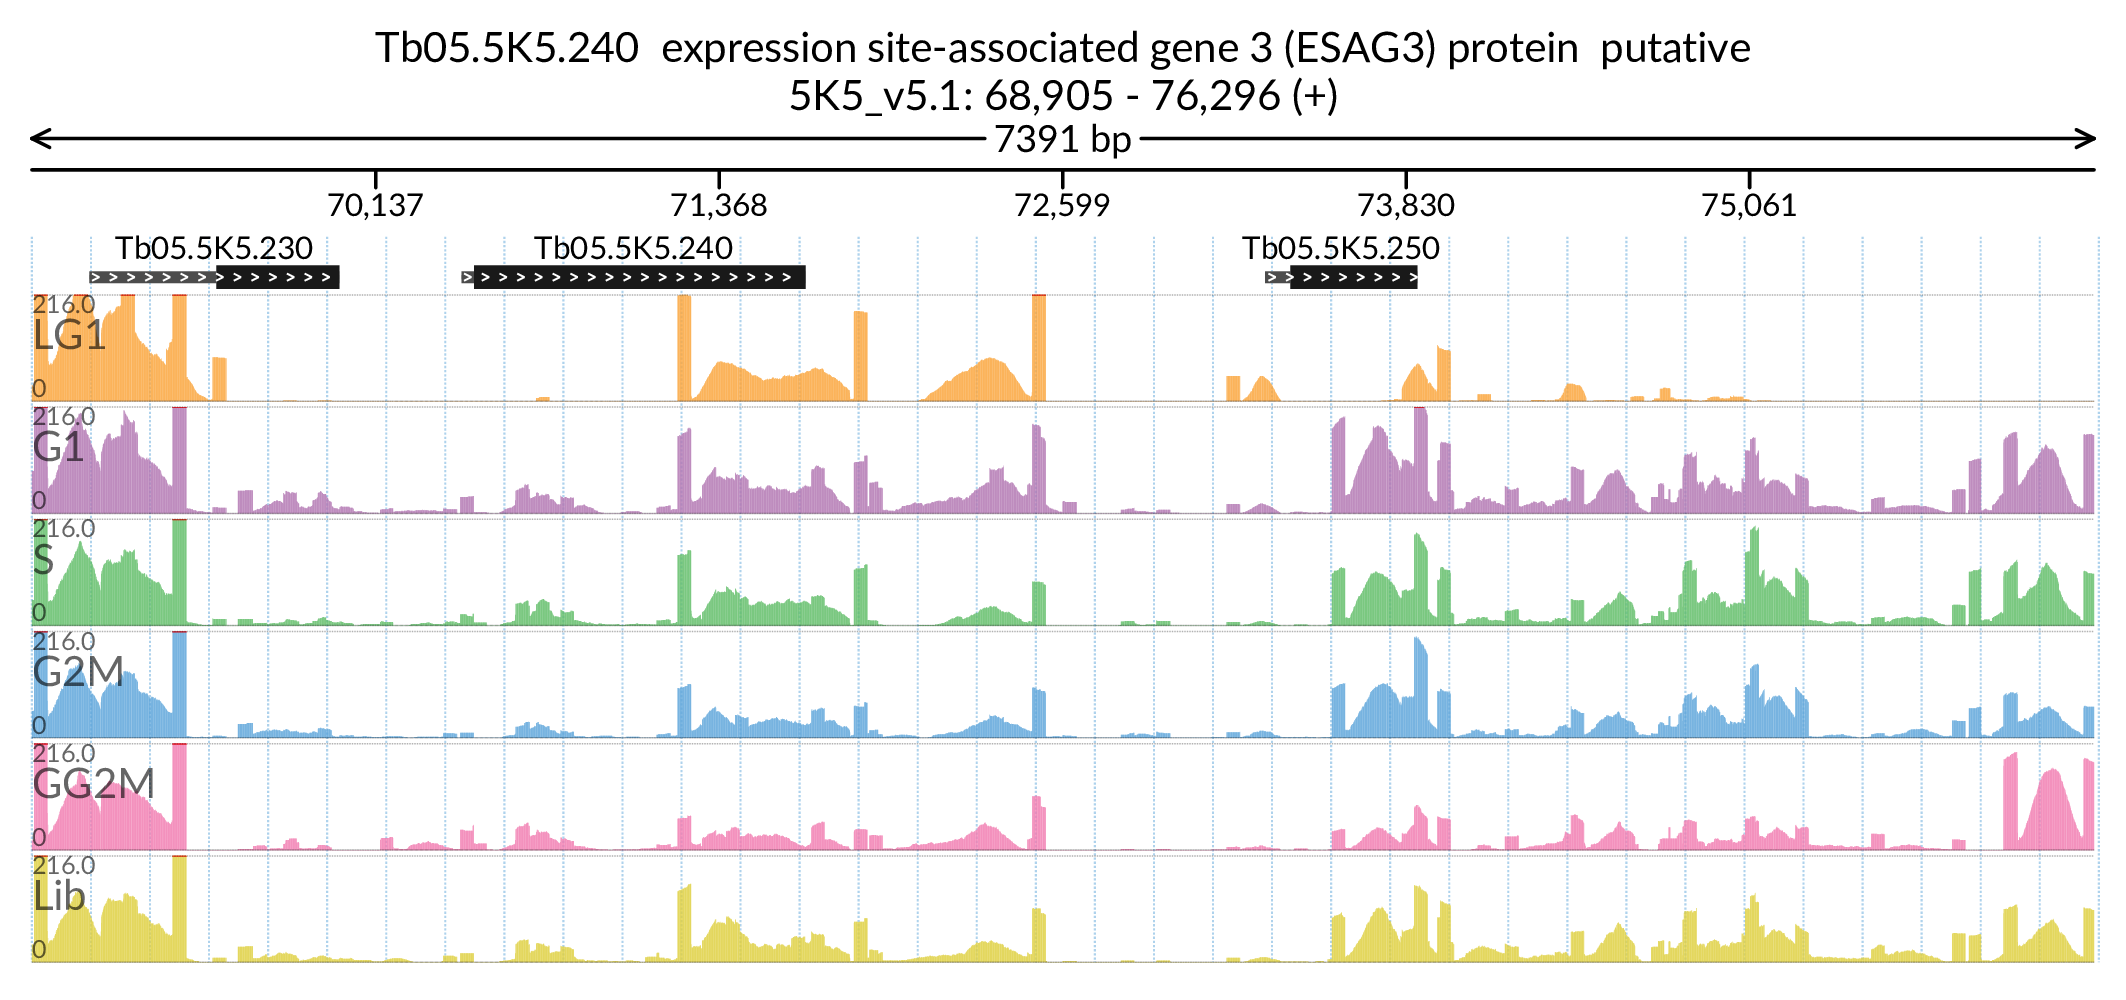 Tb05.5K5.240  expression site-associated gene 3 (ESAG3) protein  putative
5K5_v5.1: 68,905 - 76,296 (+)
7391 bp
70,137 71,368 72,599 73,830 75,061
Tb05.5K5.230 Tb05.5K5.240 Tb05.5K5.250
216.0
LG1
0
216.0
G1
0
216.0
S
0
216.0
G2M
0
216.0
GG2M
0
216.0
Lib
0